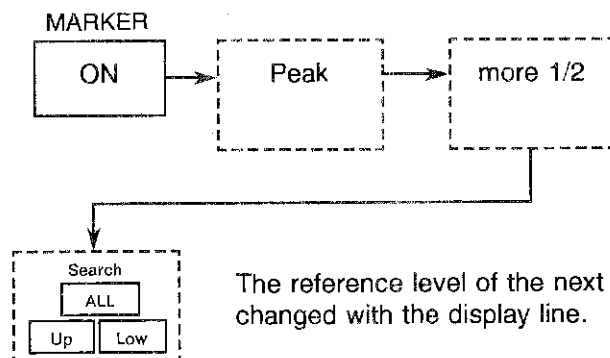 MARKER
ON
Peak
more 1/2
Search
ALL
Up Low
The reference level of the next
changed with the display line.